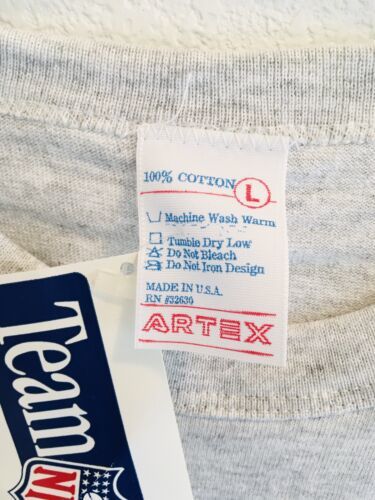 100% COTTON L
Machine Wash Warm
Tumble Dry Low
Do Not Bleach
Do Not Iron Design
MADE IN U.S.A.
RN #32630
ARTEX
Team